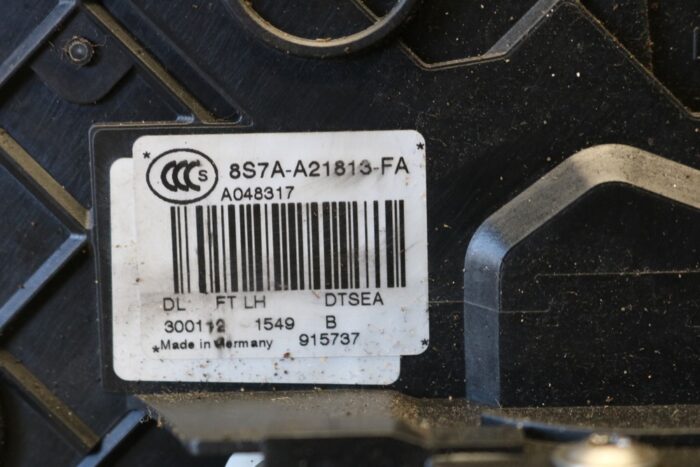 CCC S 8S7A-A21813-FA
A048317
DL FT LH DTSEA
300112 1549 B
*Made in Germany 915737